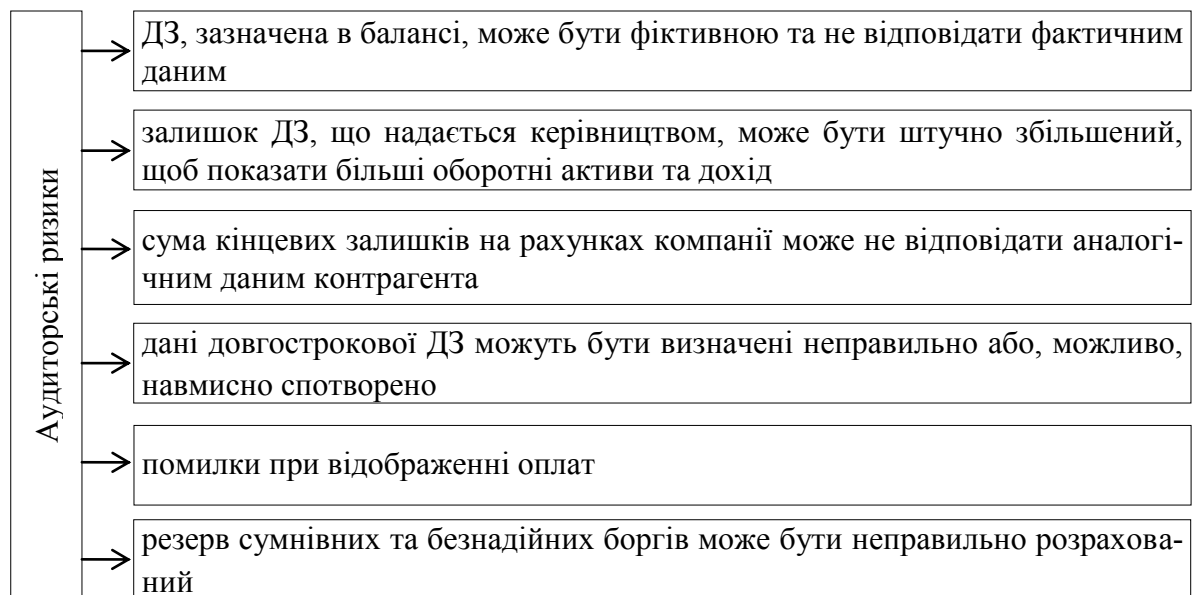 Аудиторські ризики
ДЗ, зазначена в балансі, може бути фіктивною та не відповідати фактичним
даним
залишок ДЗ, що надається керівництвом, може бути штучно збільшений,
щоб показати більші оборотні активи та дохід
сума кінцевих залишків на рахунках компанії може не відповідати аналогі-
чним даним контрагента
дані довгострокової ДЗ можуть бути визначені неправильно або, можливо,
навмисно спотворено
помилки при відображенні оплат
резерв сумнівних та безнадійних боргів може бути неправильно розрахова-
ний